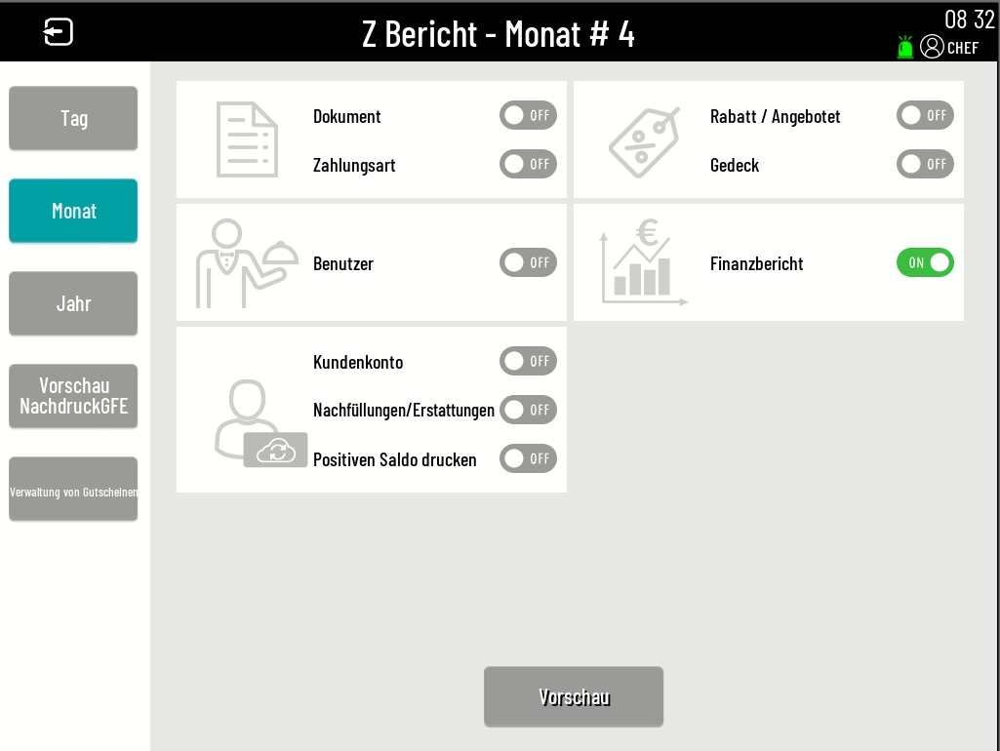 Z Bericht - Monat # 4
08 32
CHEF
Tag
Monat
Jahr
Vorschau
NachdruckGFE
Verwaltung von Gutscheinen
Dokument
OFF
Zahlungsart
OFF
Rabatt / Angebotet
OFF
Gedeck
OFF
Benutzer
OFF
€
Finanzbericht
ON
Kundenkonto
OFF
Nachfüllungen/Erstattungen
OFF
Positiven Saldo drucken
OFF
Vorschau